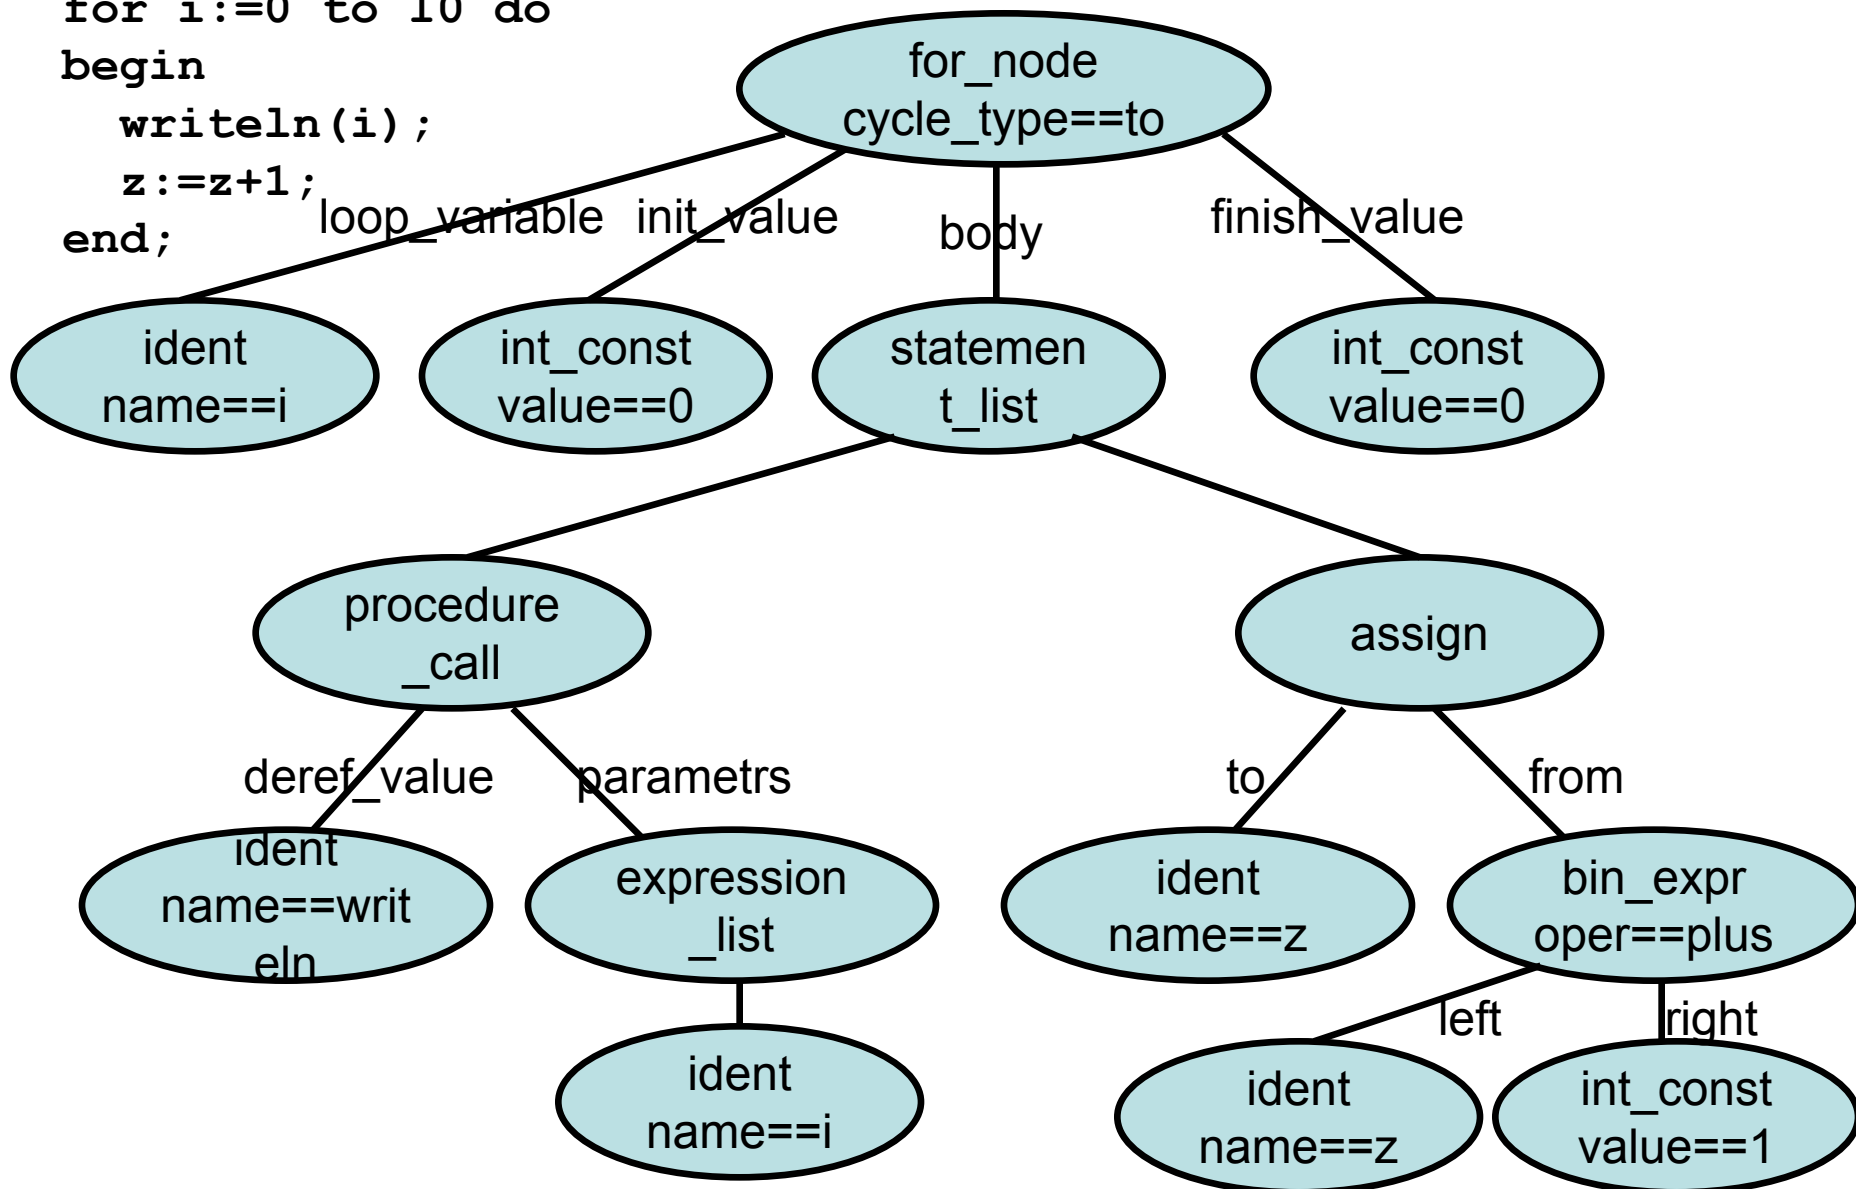 for i:=0 to 10 do
begin
writeln(i);
z:=z+1;
end;
for_node
cycle_type==to
loop_variable
init_value
body
finish_value
ident
name==i
int_const
value==0
statemen
t_list
int_const
value==0
procedure
_call
assign
deref_value
parametrs
to
from
ident
name==writ
eln
expression
_list
ident
name==z
bin_expr
oper==plus
left
right
ident
name==i
ident
name==z
int_const
value==1